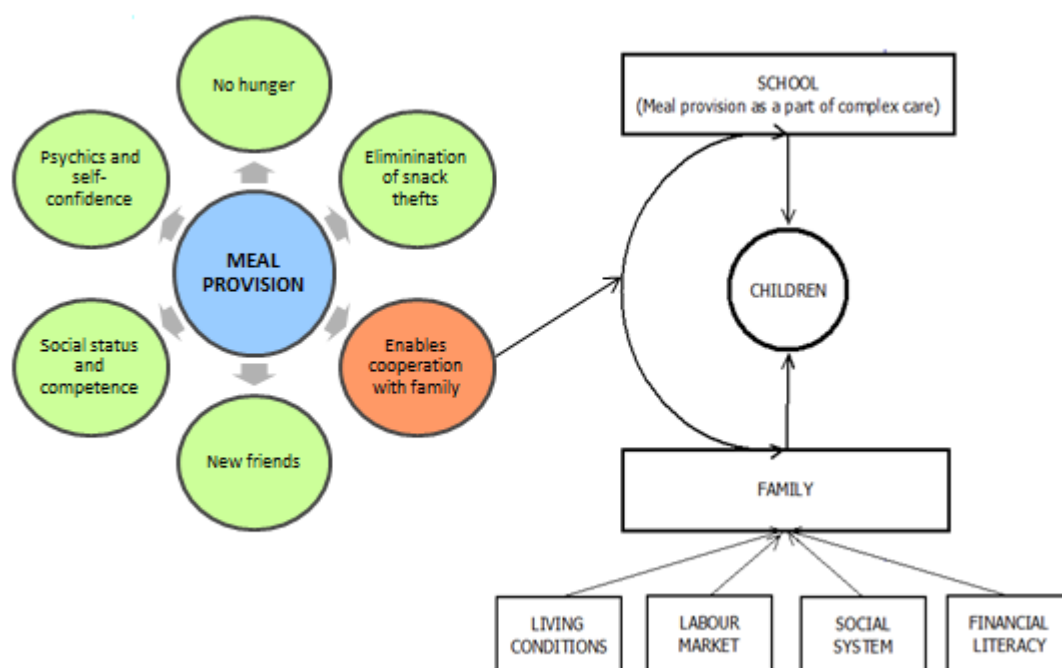 No hunger
Psychics and
self-
confidence
Eliminination
of snack
thefts
MEAL
PROVISION
Social status
and
competence
Enables
cooperation
with family
New friends
SCHOOL
(Meal provision as a part of complex care)
CHILDREN
FAMILY
LIVING
CONDITIONS
LABOUR
MARKET
SOCIAL
SYSTEM
FINANCIAL
LITERACY